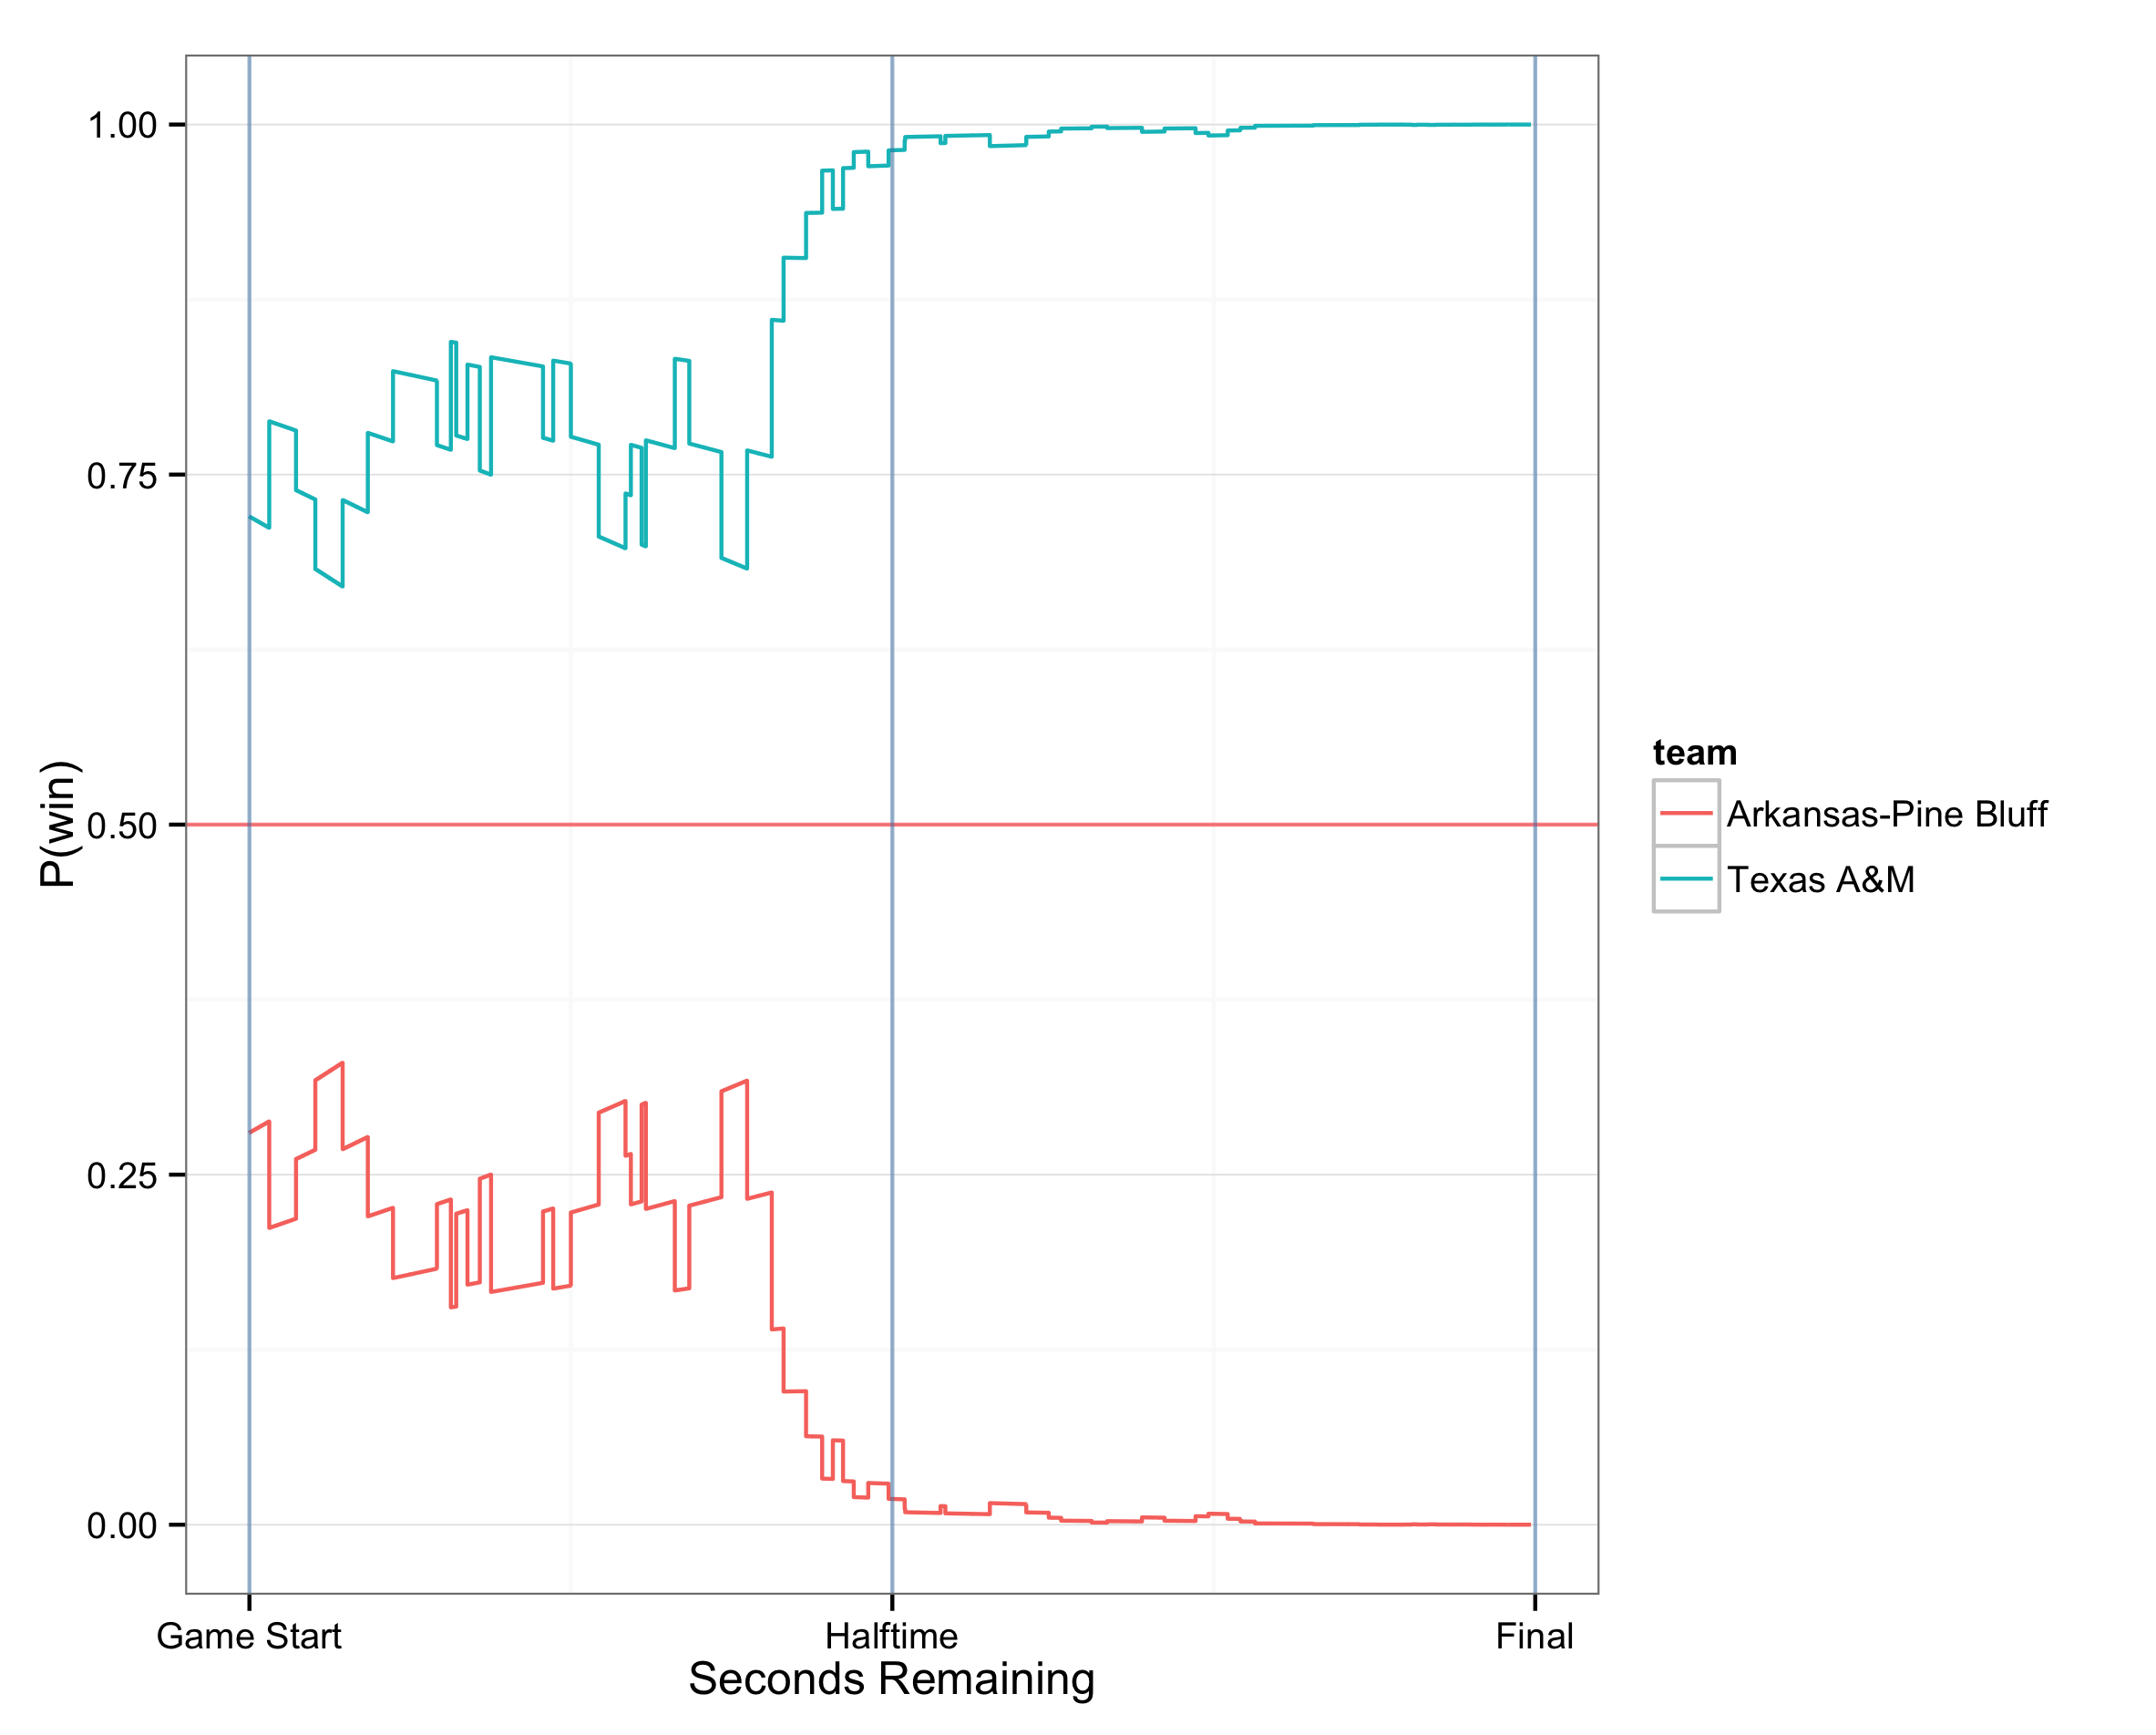 1.00
0.75
0.50
0.25
0.00
P(win)
Game Start
Halftime
Final
Seconds Remaining
team
Arkansas-Pine Bluff
Texas A&M